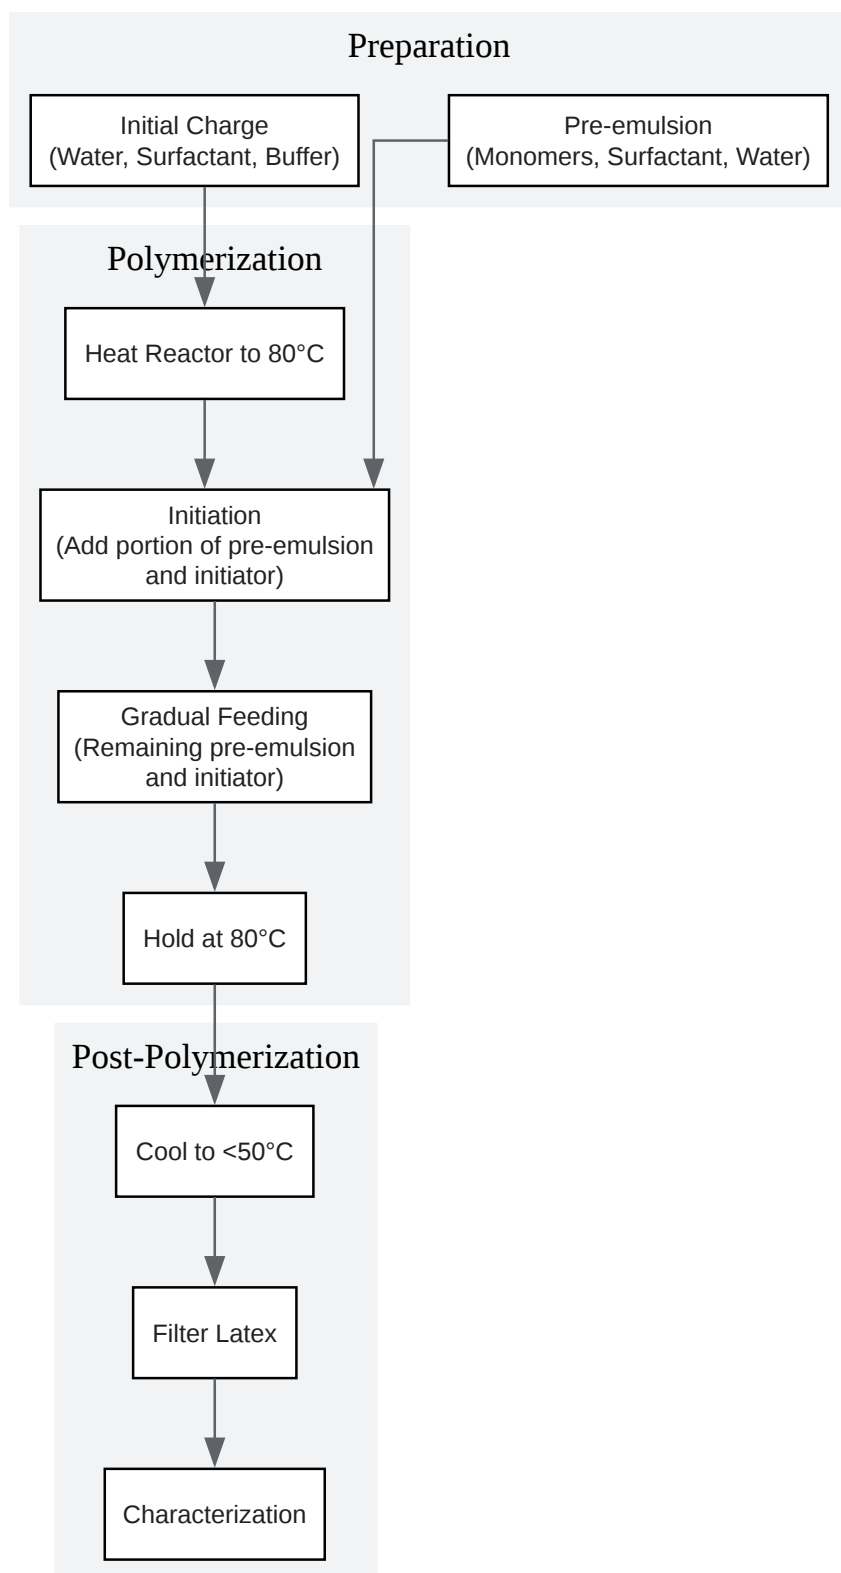 Preparation
Initial Charge
(Water, Surfactant, Buffer)
Pre-emulsion
(Monomers, Surfactant, Water)
Polymerization
Heat Reactor to 80°C
Initiation
(Add portion of pre-emulsion
and initiator)
Gradual Feeding
(Remaining pre-emulsion
and initiator)
Hold at 80°C
Post-Polymerization
Cool to <50°C
Filter Latex
Characterization